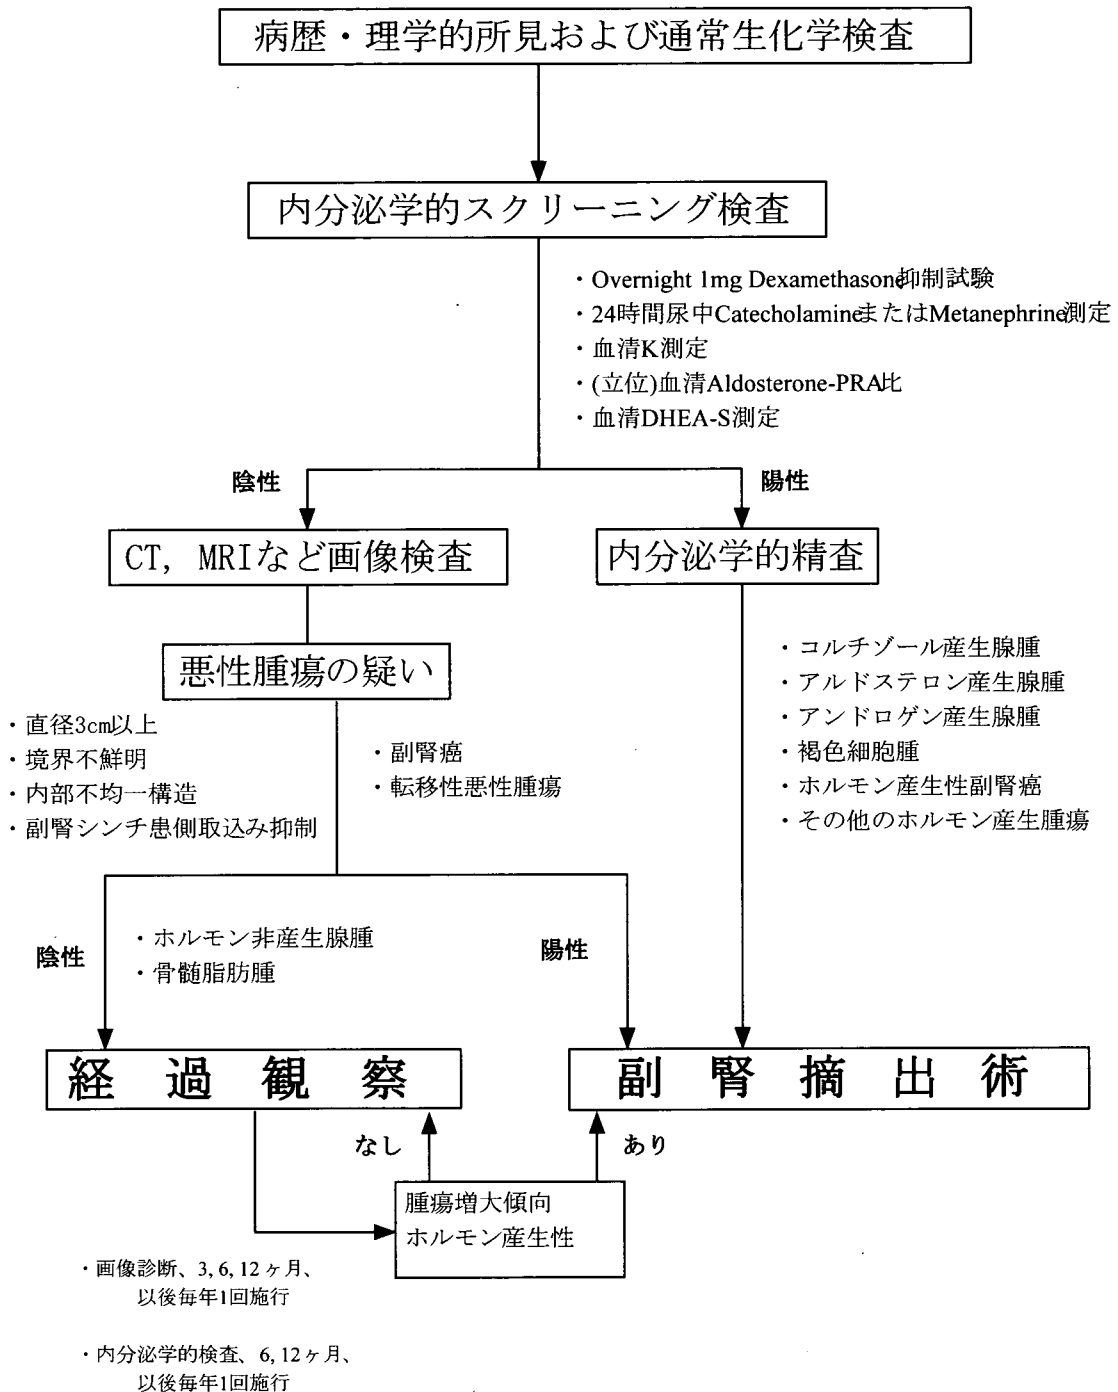 病歴・理学的所見および通常生化学検査
内分泌学的スクリーニング検査
・Overnight 1mg Dexamethasone抑制試験
・24時間尿中CatecholamineまたはMetanephrine測定
・血清K測定
・(立位)血清Aldosterone-PRA比
・血清DHEA-S測定
陰性
陽性
CT, MRIなど画像検査
内分泌学的精査
悪性腫瘍の疑い
・コルチゾール産生腺腫
・アルドステロン産生腺腫
・アンドロゲン産生腺腫
・褐色細胞腫
・ホルモン産生性副腎癌
・その他のホルモン産生腫瘍
・直径3cm以上
・境界不鮮明
・内部不均一構造
・副腎シンチ患側取込み抑制
・副腎癌
・転移性悪性腫瘍
陰性
・ホルモン非産生腺腫
・骨髄脂肪腫
陽性
経過観察
副腎摘出術
なし
あり
腫瘍増大傾向
ホルモン産生性
・画像診断、3, 6, 12ヶ月、
以後毎年1回施行
・内分泌学的検査、6, 12ヶ月、
以後毎年1回施行